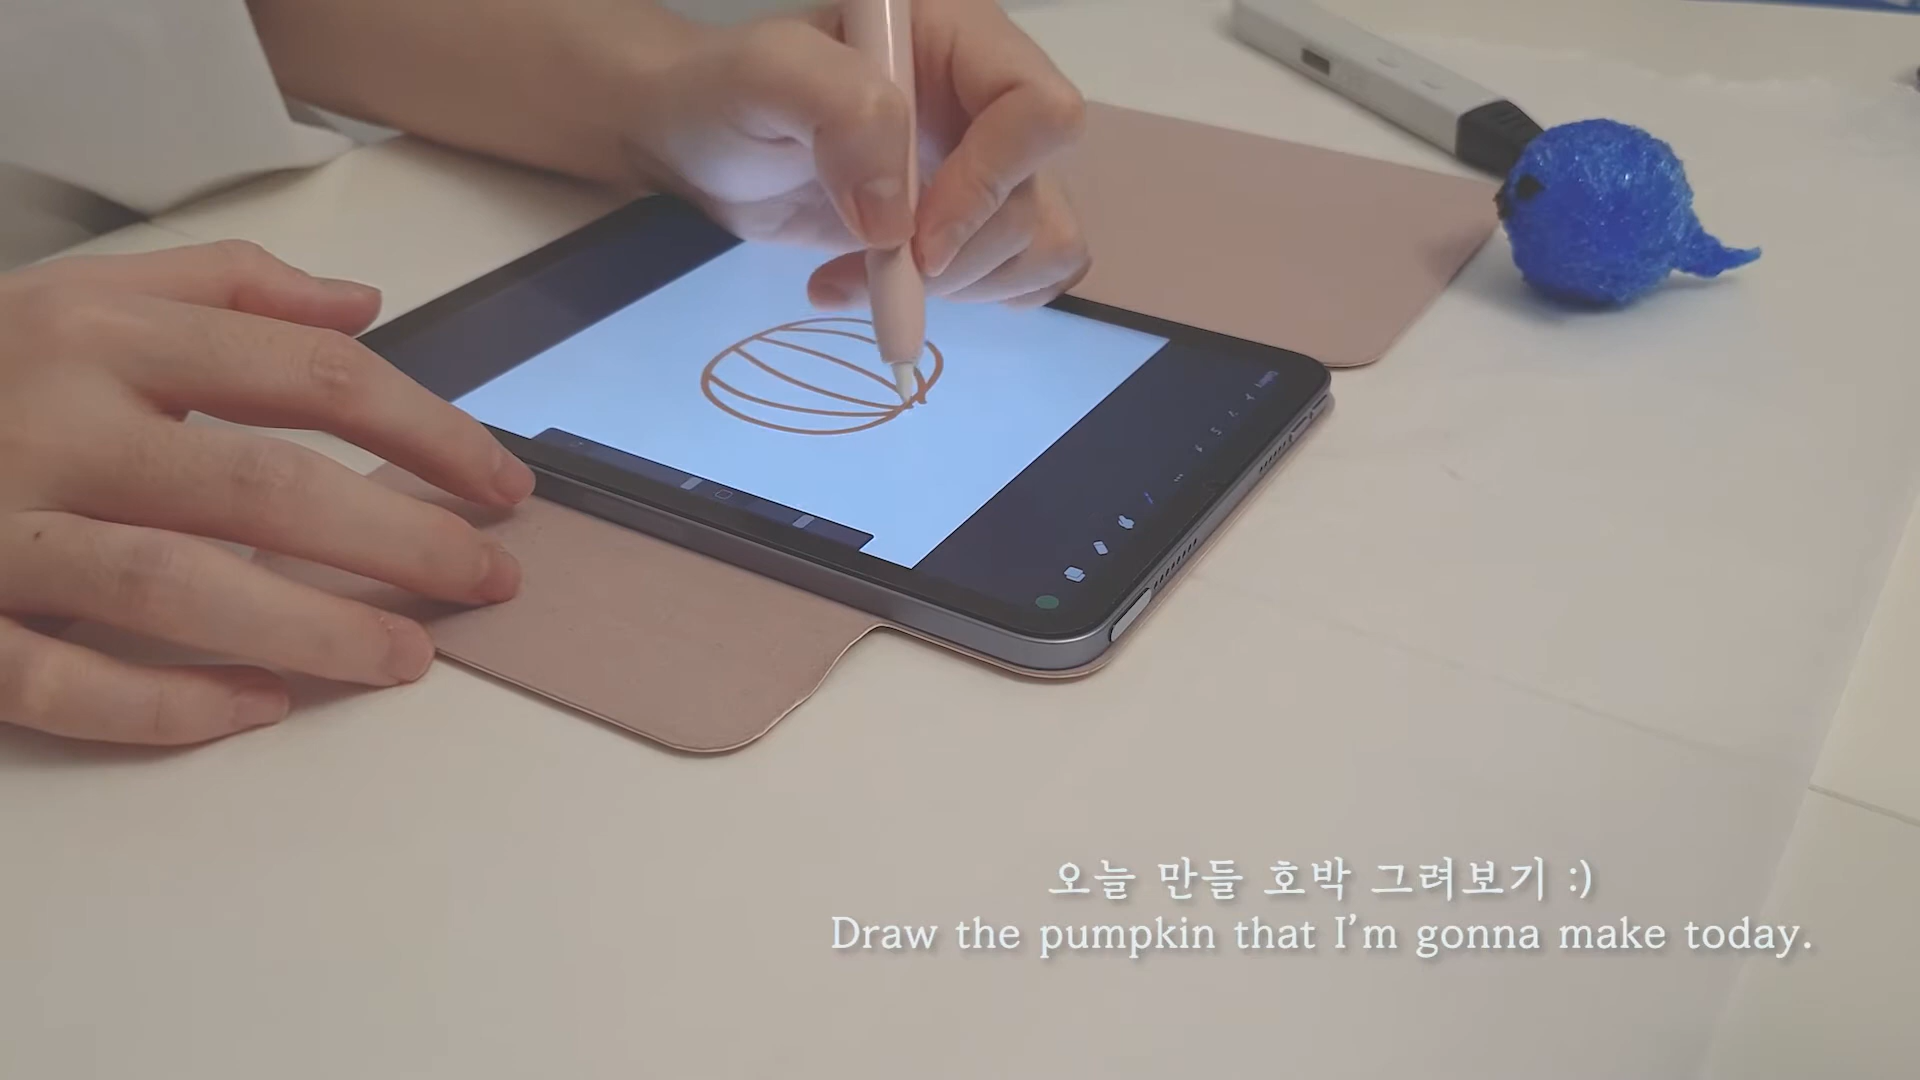 오늘 만들 호박 그려보기 :)
Draw the pumpkin that I'm gonna make today.